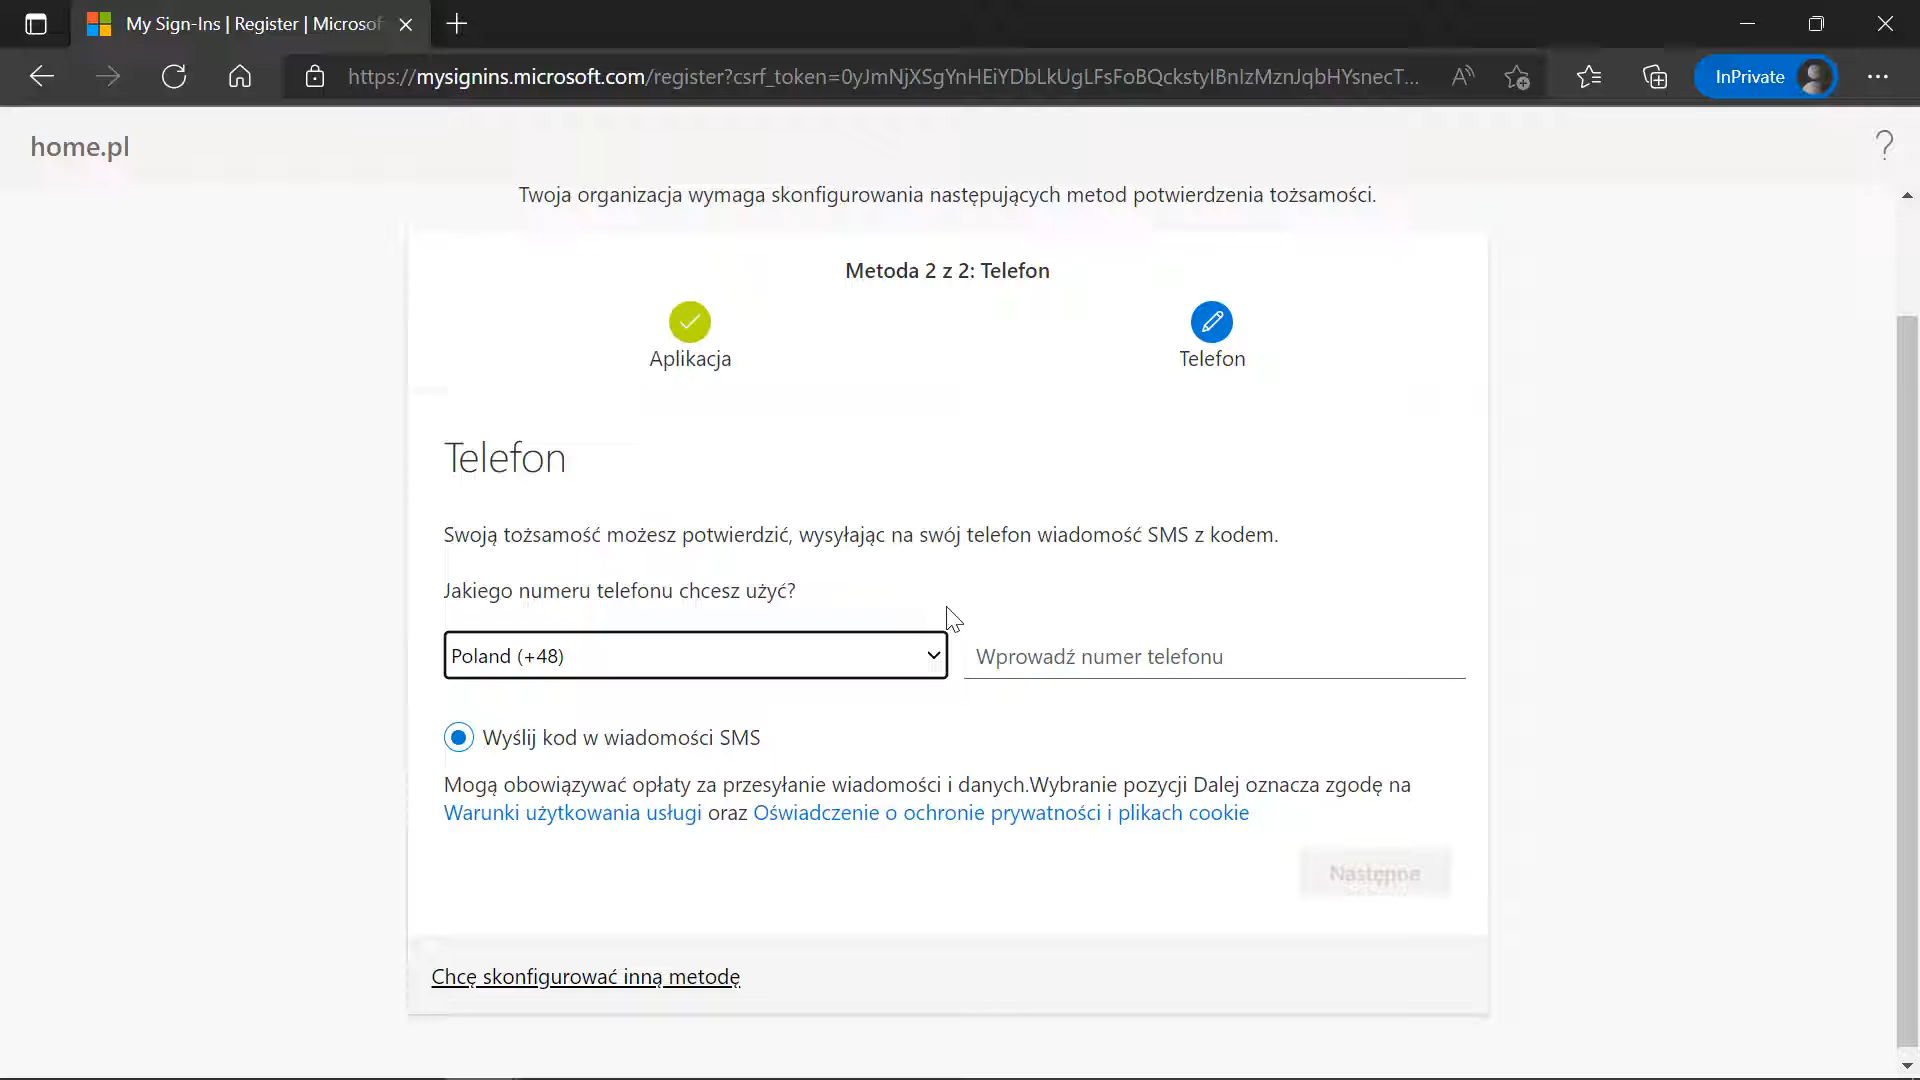 My Sign-Ins | Register | Microsof
https://mysignins.microsoft.com/register?csrf_token=0yJmNjXSgYnHEiYDbLkUgLFsFoBQckstyIBnIzMznJqbHYsnecT...
InPrivate
home.pl
?
Twoja organizacja wymaga skonfigurowania następujących metod potwierdzenia tożsamości.
Metoda 2 z 2: Telefon
Aplikacja
Telefon
Telefon
Swoją tożsamość możesz potwierdzić, wysyłając na swój telefon wiadomość SMS z kodem.
Jakiego numeru telefonu chcesz użyć?
Poland (+48)
Wprowadź numer telefonu
Wyślij kod w wiadomości SMS
Mogą obowiązywać opłaty za przesyłanie wiadomości i danych.Wybranie pozycji Dalej oznacza zgodę na
Warunki użytkowania usługi oraz Oświadczenie o ochronie prywatności i plikach cookie
Następne
Chcę skonfigurować inną metodę